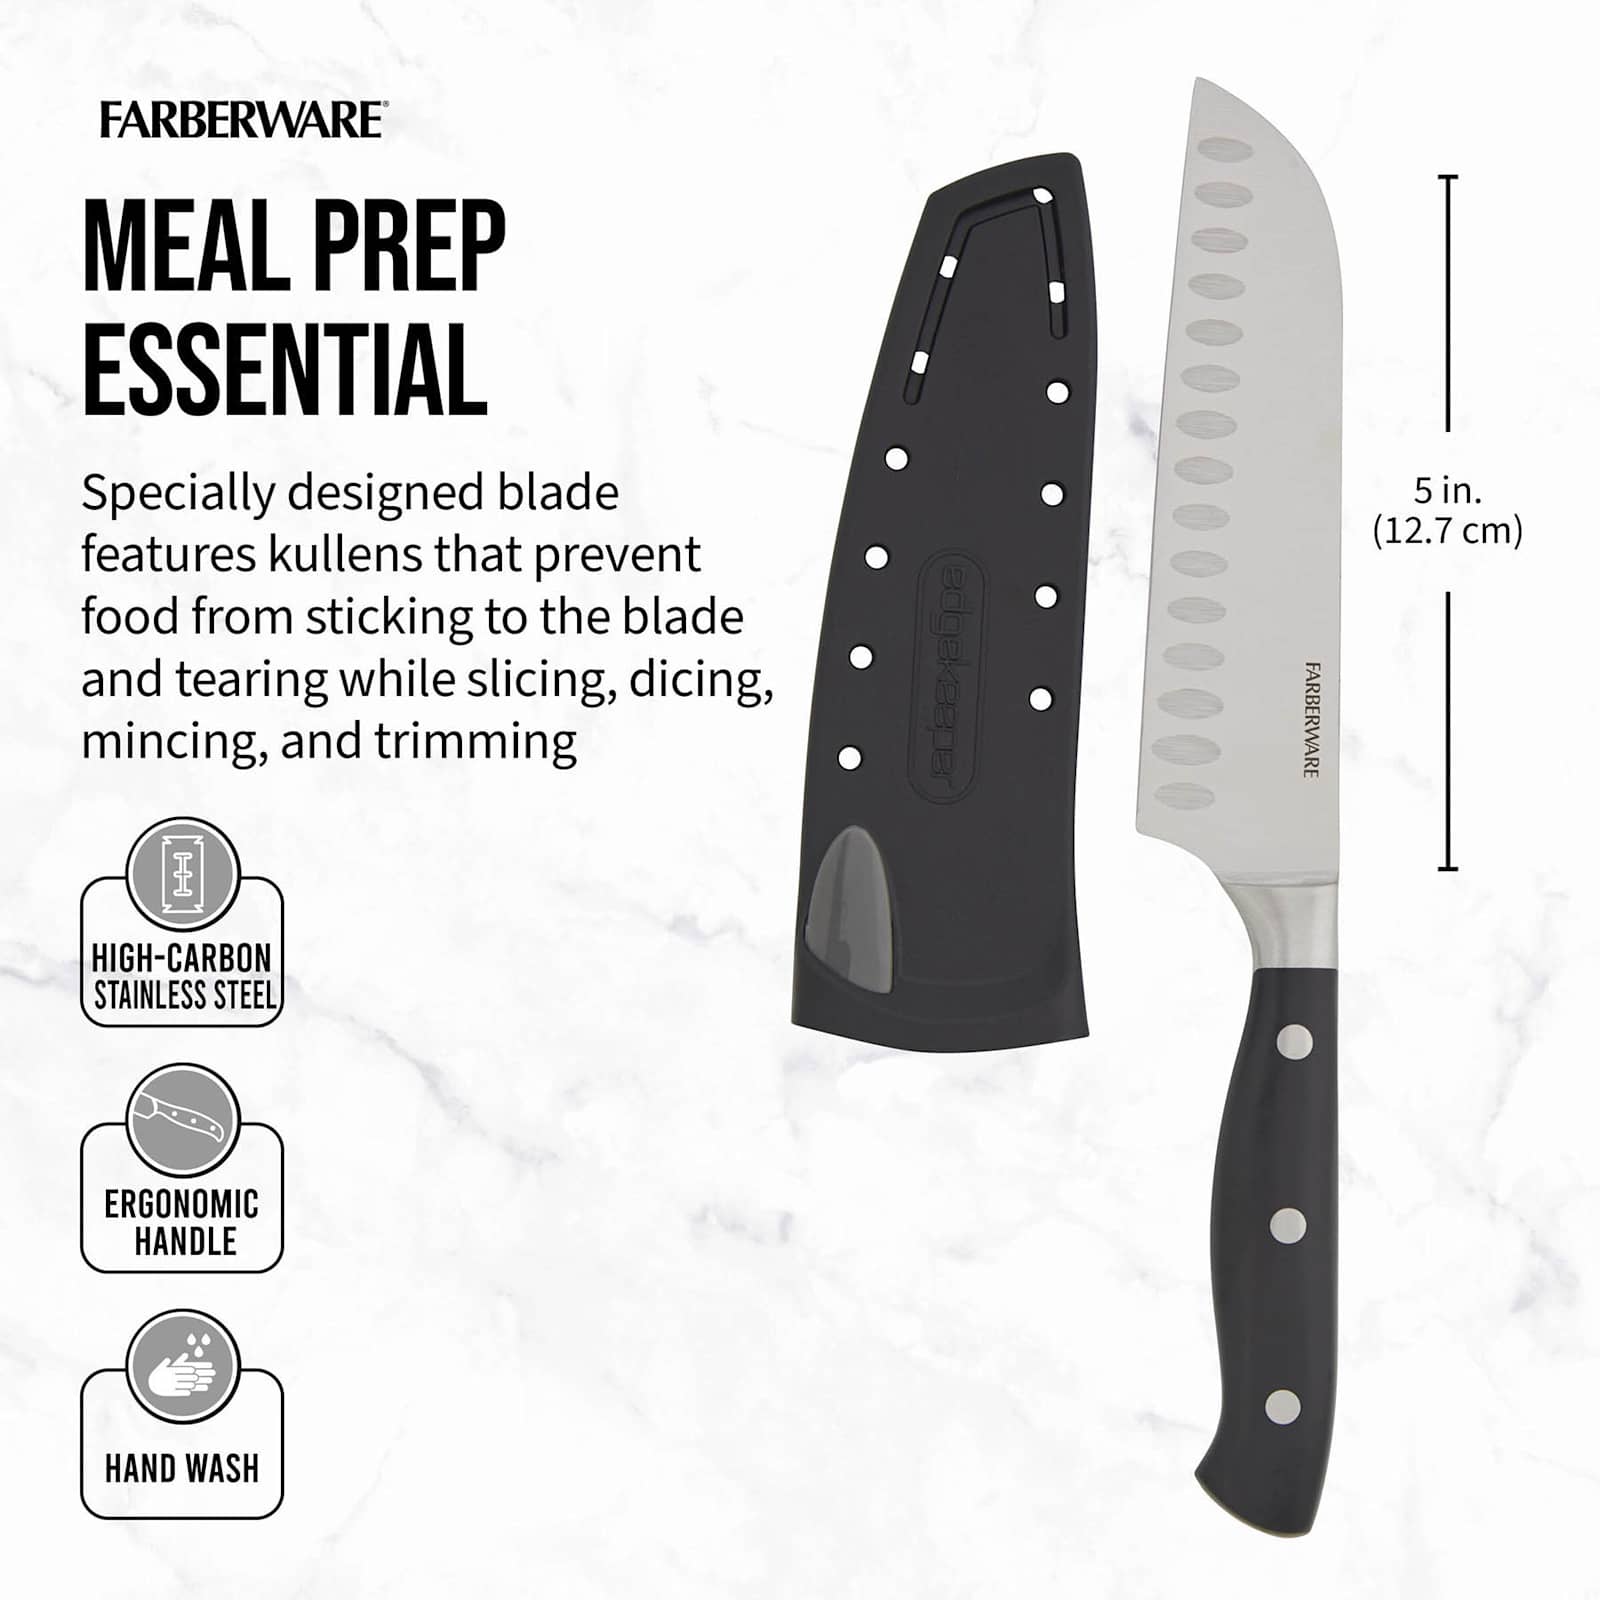 FARBERWARE®
MEAL PREP
ESSENTIAL
Specially designed blade
features kullens that prevent
food from sticking to the blade
and tearing while slicing, dicing,
mincing, and trimming
HIGH-CARBON
STAINLESS STEEL
ERGONOMIC
HANDLE
HAND WASH
edgekeeper
FARBERWARE
5 in.
(12.7 cm)